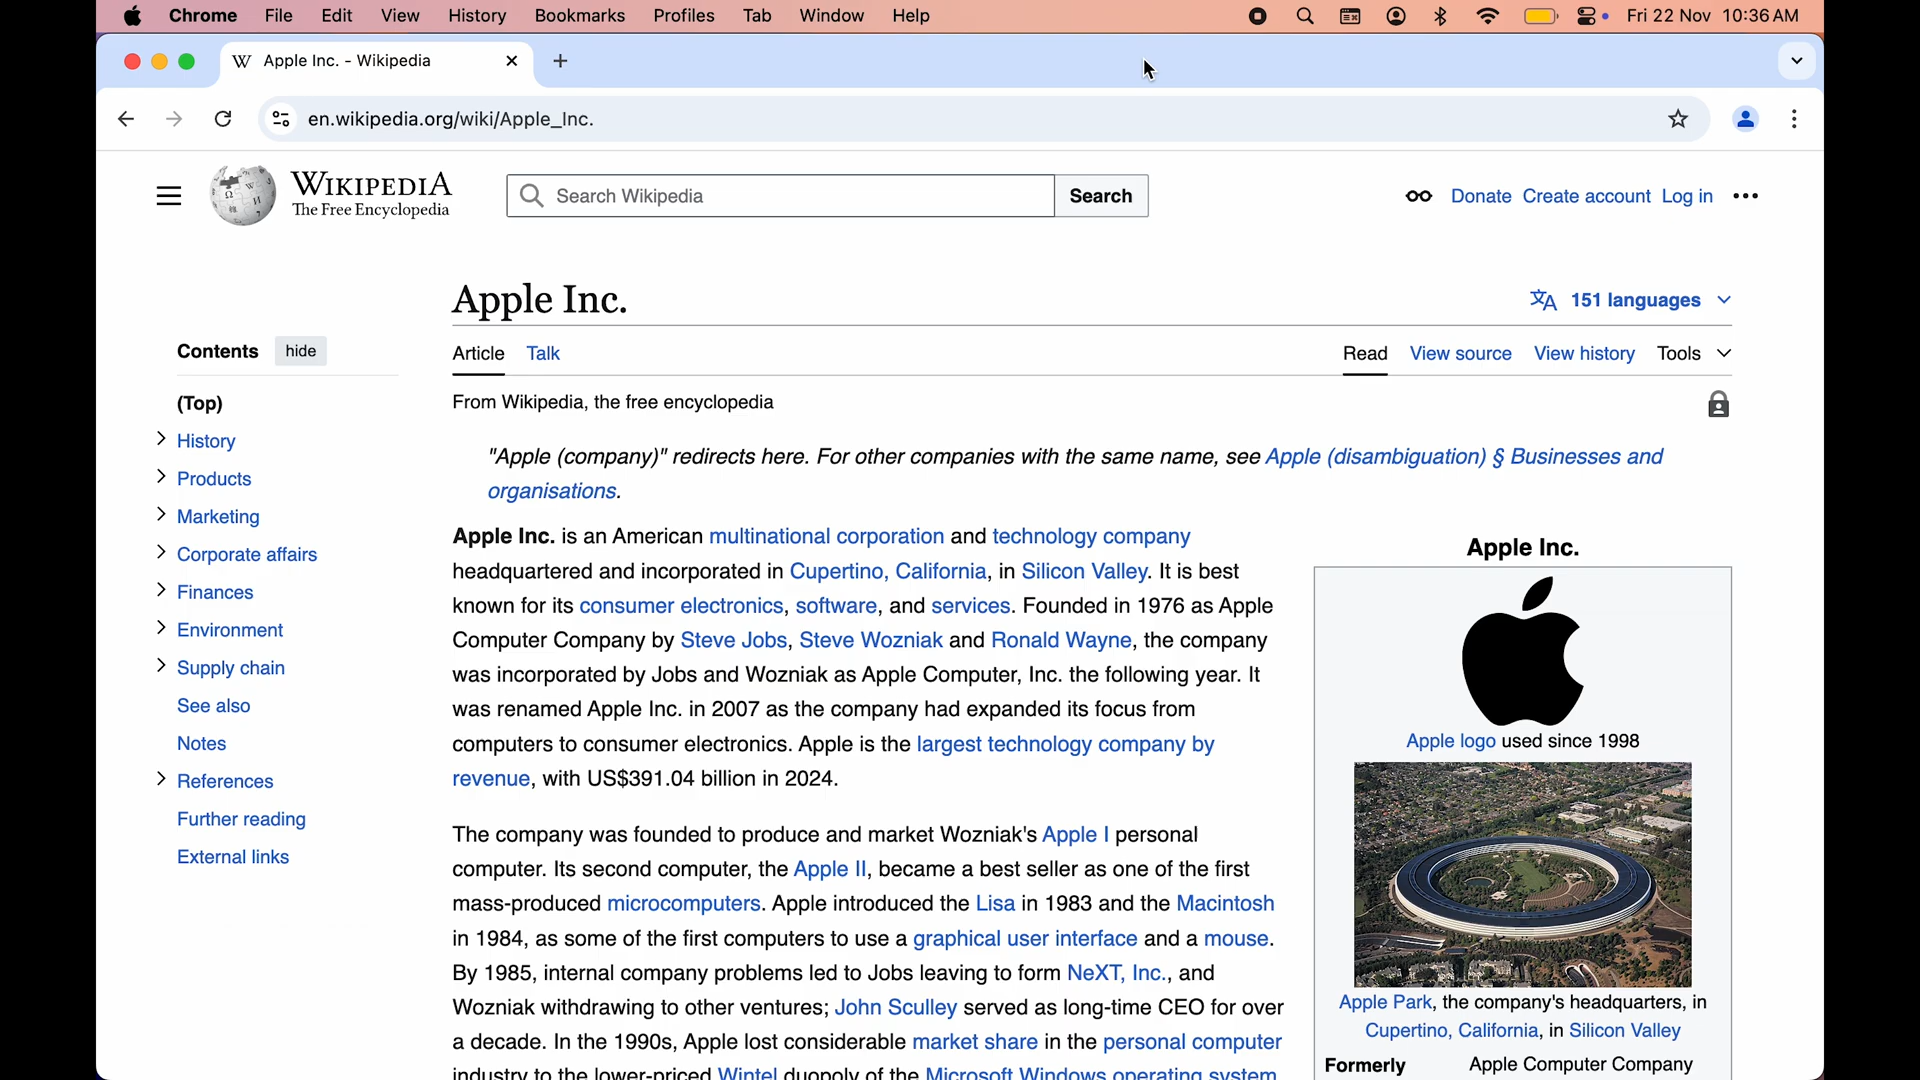 Chrome File Edit View History Bookmarks Profiles Tab Window Help Fri 22 Nov 10:36 AM
Apple Inc. - Wikipedia
en.wikipedia.org/wiki/Apple_Inc.
WIKIPEDIA
The Free Encyclopedia
Search Wikipedia
Search
Donate Create account Log in
Apple Inc.
151 languages
Contents hide
(Top)
History
Products
Marketing
Corporate affairs
Finances
Environment
Supply chain
See also
Notes
References
Further reading
External links
Article Talk
Read View source View history Tools
From Wikipedia, the free encyclopedia
"Apple (company)" redirects here. For other companies with the same name, see Apple (disambiguation) § Businesses and
organisations.
Apple Inc. is an American multinational corporation and technology company
headquartered and incorporated in Cupertino, California, in Silicon Valley. It is best
known for its consumer electronics, software, and services. Founded in 1976 as Apple
Computer Company by Steve Jobs, Steve Wozniak and Ronald Wayne, the company
was incorporated by Jobs and Wozniak as Apple Computer, Inc. the following year. It
was renamed Apple Inc. in 2007 as the company had expanded its focus from
computers to consumer electronics. Apple is the largest technology company by
revenue, with US$391.04 billion in 2024.
The company was founded to produce and market Wozniak's Apple I personal
computer. Its second computer, the Apple II, became a best seller as one of the first
mass-produced microcomputers. Apple introduced the Lisa in 1983 and the Macintosh
in 1984, as some of the first computers to use a graphical user interface and a mouse.
By 1985, internal company problems led to Jobs leaving to form NeXT, Inc., and
Wozniak withdrawing to other ventures; John Sculley served as long-time CEO for over
a decade. In the 1990s, Apple lost considerable market share in the personal computer
industry to the lower-priced Wintel duopoly of the Microsoft Windows operating system
Apple Inc.
Apple logo used since 1998
Apple Park, the company's headquarters, in
Cupertino, California, in Silicon Valley
Formerly Apple Computer Company